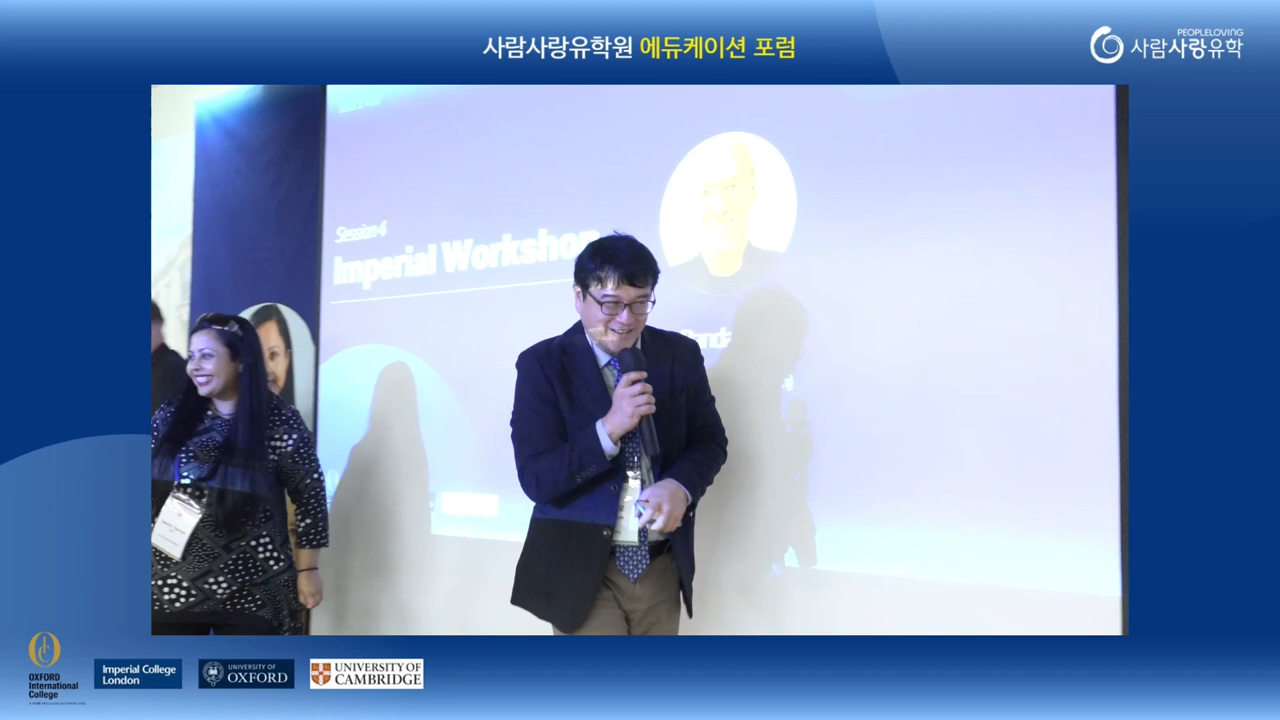 사람사랑유학원 에듀케이션 포럼
PEOPLELOVING
사람사랑유학
Session 6
Imperial Workshop
OXFORD
International
College
Imperial College
London
UNIVERSITY OF
OXFORD
UNIVERSITY OF
CAMBRIDGE